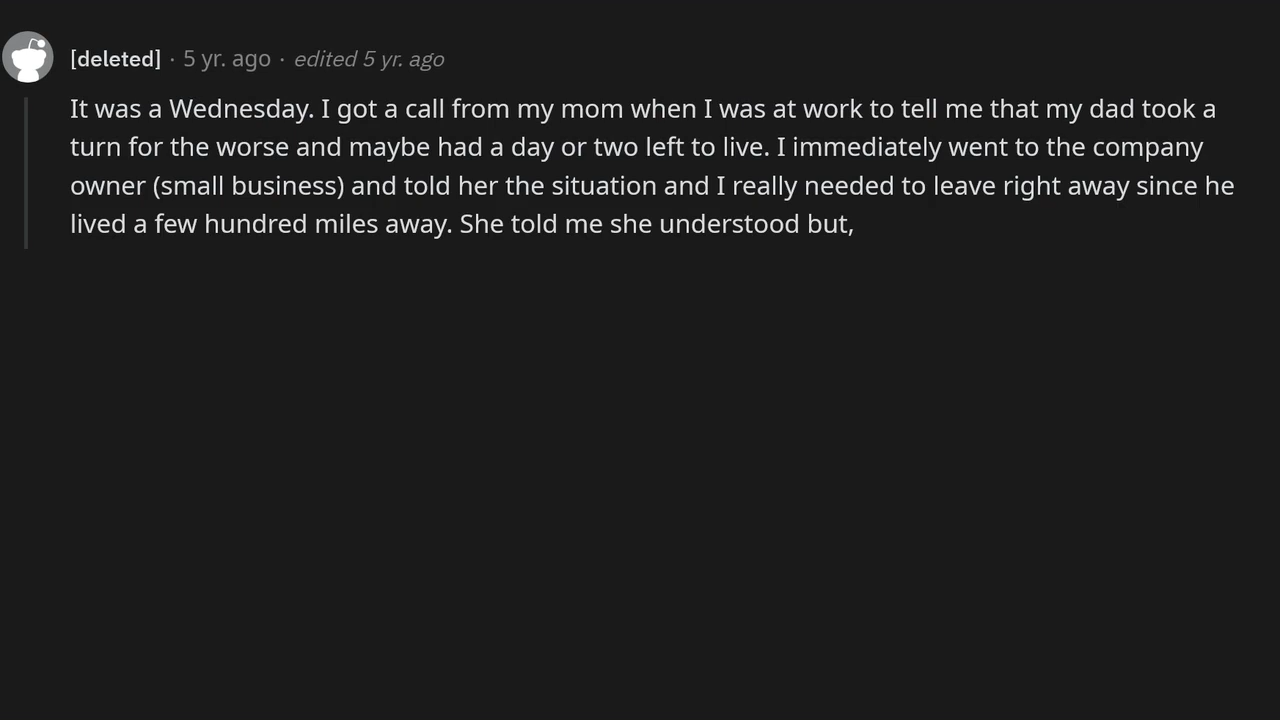 [deleted] · 5 yr. ago · edited 5 yr. ago
It was a Wednesday. I got a call from my mom when I was at work to tell me that my dad took a
turn for the worse and maybe had a day or two left to live. I immediately went to the company
owner (small business) and told her the situation and I really needed to leave right away since he
lived a few hundred miles away. She told me she understood but,